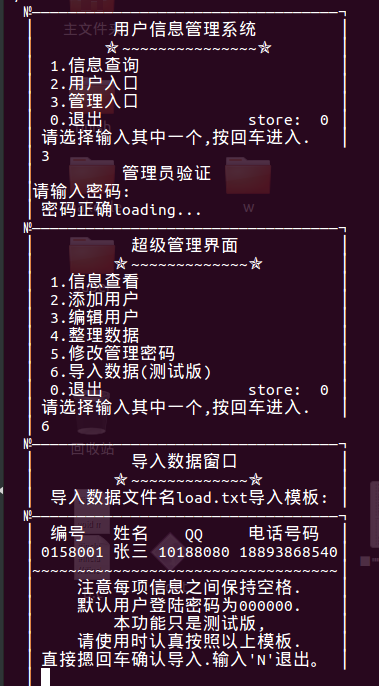 用户信息管理系统
☆~~~~~~~~~~~~~~~☆
1.信息查询
2.用户入口
3.管理入口
0.退出 store: 0
请选择输入其中一个,按回车进入.
3
管理员验证
请输入密码:
密码正确loading...
超级管理界面
☆~~~~~~~~~~~~~☆
1.信息查看
2.添加用户
3.编辑用户
4.整理数据
5.修改管理密码
6.导入数据(测试版)
0.退出 store: 0
请选择输入其中一个,按回车进入.
6
回收站
导入数据窗口
☆~~~~~~~~~~~~~☆
导入数据文件名load.txt导入模板:
编号 姓名 QQ 电话号码
0158001 张三 10188080 18893868540
~~~~~~~~~~~~~~~~~~~~~~~~~~~~~~~~~~
注意每项信息之间保持空格.
默认用户登陆密码为000000.
本功能只是测试版,
请使用时认真按照以上模板.
直接摁回车确认导入.输入'N'退出。